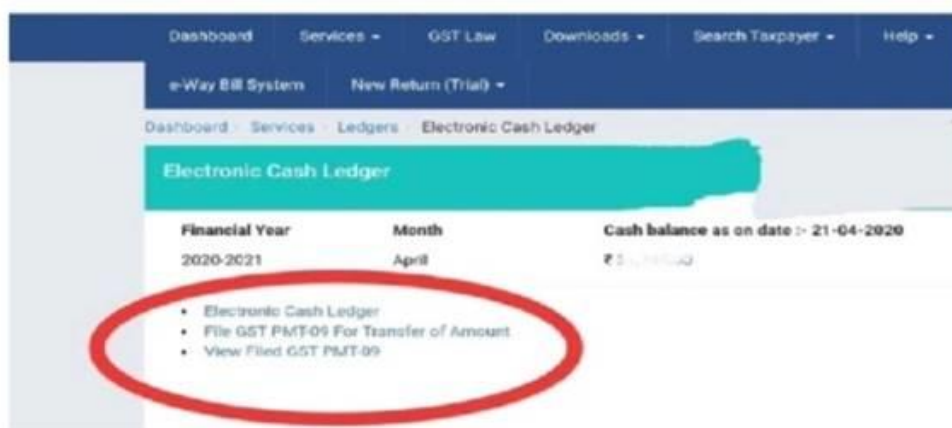 Dashboard Services GST Law Downloads Search Taxpayer Help
e-Way Bill System New Return (Trial)
Dashboard Services Ledgers Electronic Cash Ledger
Electronic Cash Ledger
Financial Year Month Cash balance as on date :- 21-04-2020
2020-2021 April ₹
• Electronic Cash Ledger
• File GST PMT-09 For Transfer of Amount
• View Filed GST PMT-09